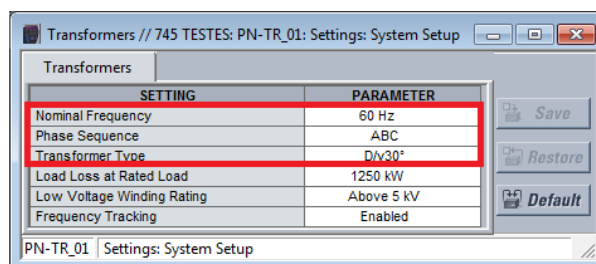 Transformers // 745 TESTES: PN-TR_01: Settings: System Setup
Transformers
SETTING PARAMETER
Nominal Frequency 60 Hz
Phase Sequence ABC
Transformer Type D/y30°
Load Loss at Rated Load 1250 kW
Low Voltage Winding Rating Above 5 kV
Frequency Tracking Enabled
Save
Restore
Default
PN-TR_01 Settings: System Setup